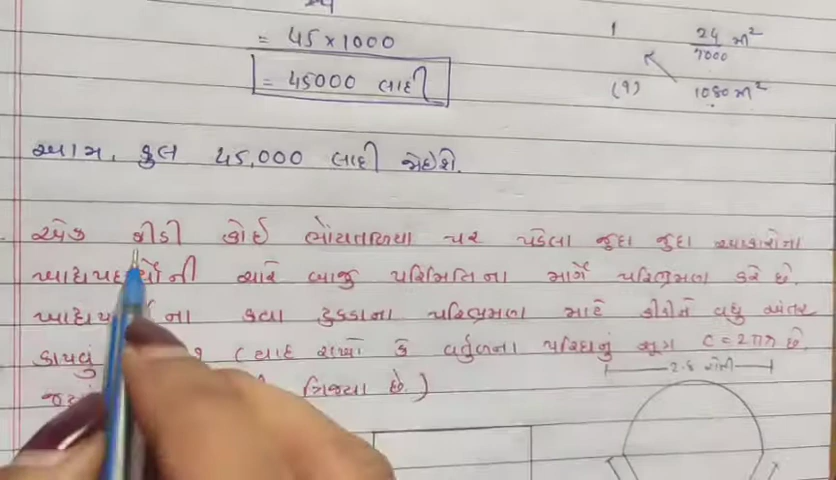 = 45 × 1000
= 45000 લાદી
1 24/1000 મી²
(?) 1080 મી²
આમ, કુલ 45,000 લાદી જોઈશે.
એક કીડી કોઈ ભોંયતળિયા પર પડેલા જુદા જુદા આકારોના
ની ચારે બાજુ પરિમિતિના માર્ગે પરિભ્રમણ કરે છે.
ના કયા ટુકડાના પરિભ્રમણ માટે કીડીને વધુ અંતર
કાપવું (યાદ રાખો કે વર્તુળના પરિઘનું સૂત્ર C = 2πr છે
ત્રિજ્યા છે.)
2.8 સેમી